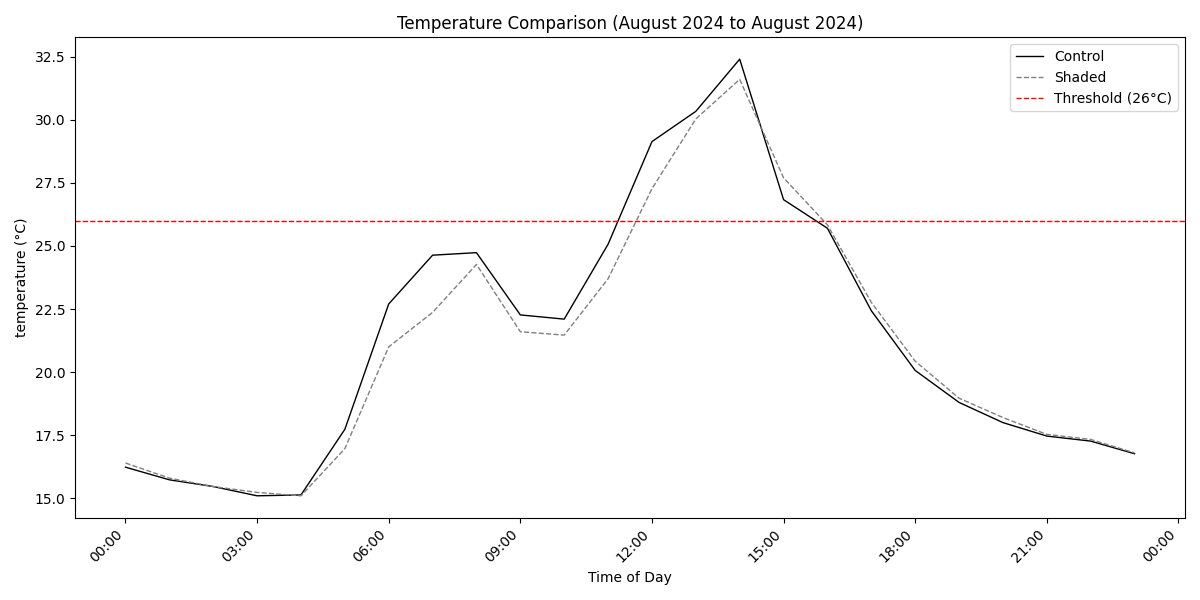 Temperature Comparison (August 2024 to August 2024)
Control
Shaded
Threshold (26°C)
32.5
30.0
27.5
25.0
22.5
20.0
17.5
15.0
temperature (°C)
00:00
03:00
06:00
09:00
12:00
15:00
18:00
21:00
00:00
Time of Day